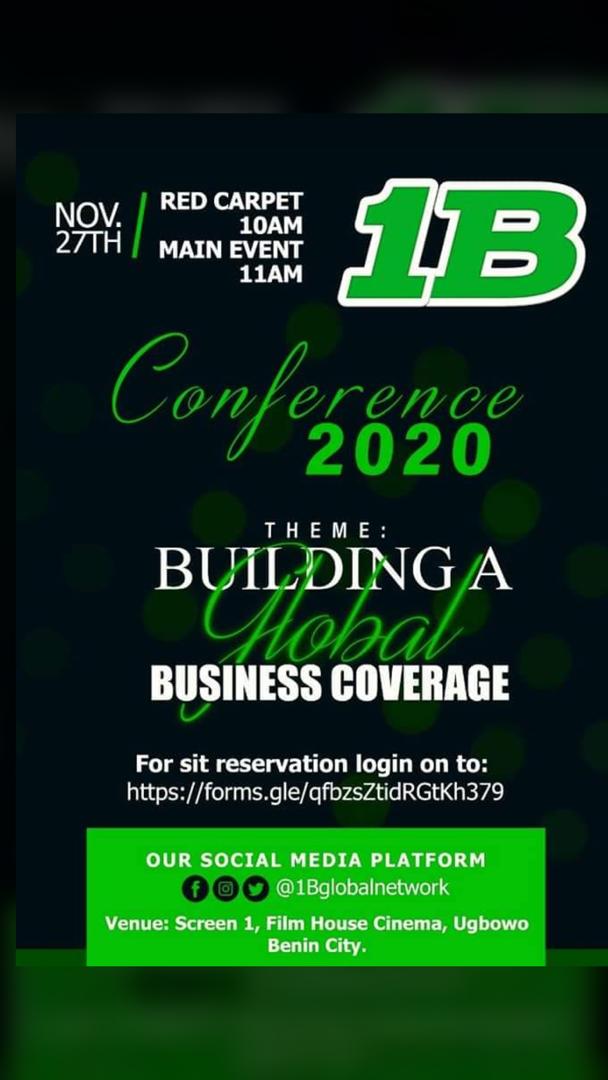 NOV.
27TH
RED CARPET
10AM
MAIN EVENT
11AM
1B
Conference
2020
THEME:
BUILDING A
Global
BUSINESS COVERAGE
For sit reservation login on to:
https://forms.gle/qfbzsZtidRGtKh379
OUR SOCIAL MEDIA PLATFORM
@1Bglobalnetwork
Venue: Screen 1, Film House Cinema, Ugbowo
Benin City.